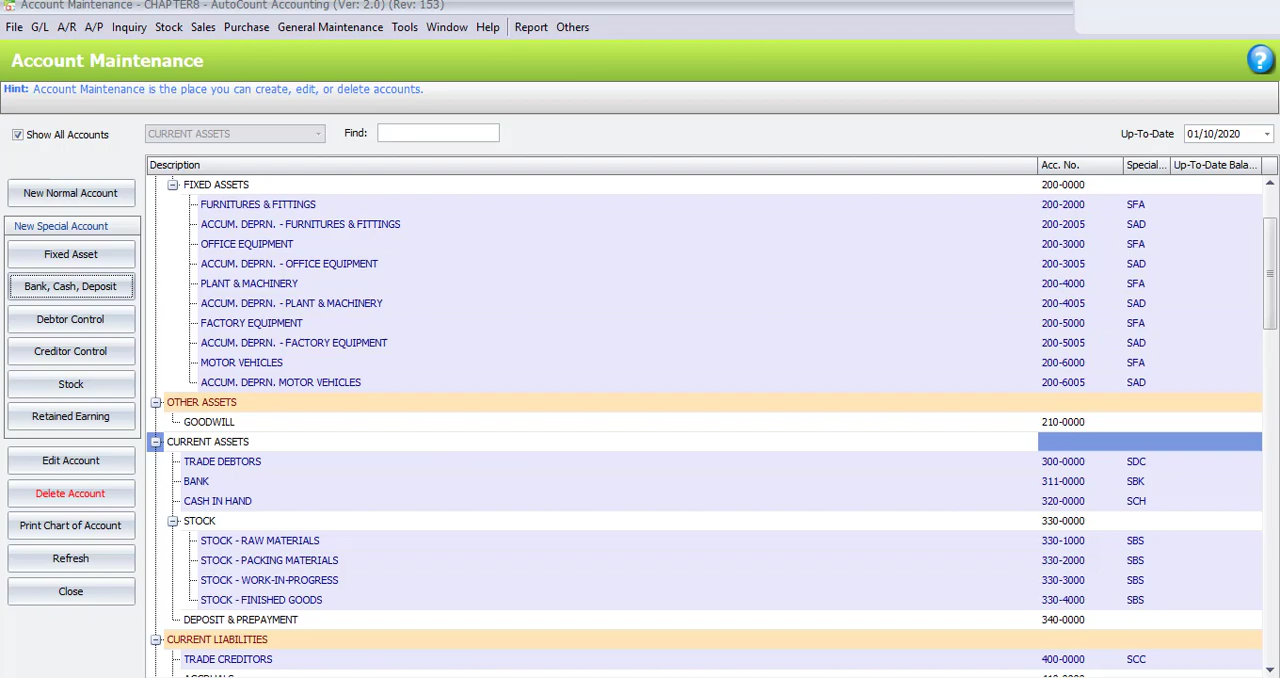 Account Maintenance - CHAPTER8 - AutoCount Accounting (Ver: 2.0) (Rev: 153)
File G/L A/R A/P Inquiry Stock Sales Purchase General Maintenance Tools Window Help Report Others
Account Maintenance
?
Hint: Account Maintenance is the place you can create, edit, or delete accounts.
Show All Accounts CURRENT ASSETS Find: Up-To-Date 01/10/2020
Description Acc. No. Special... Up-To-Date Bala...
New Normal Account
New Special Account
Fixed Asset
Bank, Cash, Deposit
Debtor Control
Creditor Control
Stock
Retained Earning
Edit Account
Delete Account
Print Chart of Account
Refresh
Close
FIXED ASSETS 200-0000
FURNITURES & FITTINGS 200-2000 SFA
ACCUM. DEPRN. - FURNITURES & FITTINGS 200-2005 SAD
OFFICE EQUIPMENT 200-3000 SFA
ACCUM. DEPRN. - OFFICE EQUIPMENT 200-3005 SAD
PLANT & MACHINERY 200-4000 SFA
ACCUM. DEPRN. - PLANT & MACHINERY 200-4005 SAD
FACTORY EQUIPMENT 200-5000 SFA
ACCUM. DEPRN. - FACTORY EQUIPMENT 200-5005 SAD
MOTOR VEHICLES 200-6000 SFA
ACCUM. DEPRN. MOTOR VEHICLES 200-6005 SAD
OTHER ASSETS
GOODWILL 210-0000
CURRENT ASSETS
TRADE DEBTORS 300-0000 SDC
BANK 311-0000 SBK
CASH IN HAND 320-0000 SCH
STOCK 330-0000
STOCK - RAW MATERIALS 330-1000 SBS
STOCK - PACKING MATERIALS 330-2000 SBS
STOCK - WORK-IN-PROGRESS 330-3000 SBS
STOCK - FINISHED GOODS 330-4000 SBS
DEPOSIT & PREPAYMENT 340-0000
CURRENT LIABILITIES
TRADE CREDITORS 400-0000 SCC